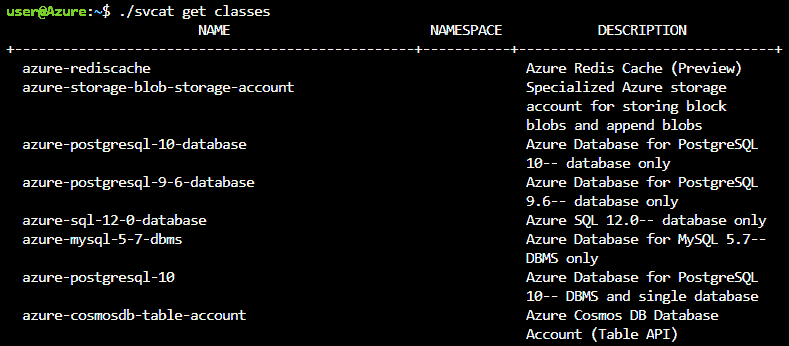 user@Azure:~$ ./svcat get classes
NAME NAMESPACE DESCRIPTION
+-------------------------------------------------+-----------+--------------------------------+
azure-rediscache Azure Redis Cache (Preview)
azure-storage-blob-storage-account Specialized Azure storage
account for storing block
blobs and append blobs
azure-postgresql-10-database Azure Database for PostgreSQL
10-- database only
azure-postgresql-9-6-database Azure Database for PostgreSQL
9.6-- database only
azure-sql-12-0-database Azure SQL 12.0-- database only
azure-mysql-5-7-dbms Azure Database for MySQL 5.7--
DBMS only
azure-postgresql-10 Azure Database for PostgreSQL
10-- DBMS and single database
azure-cosmosdb-table-account Azure Cosmos DB Database
Account (Table API)